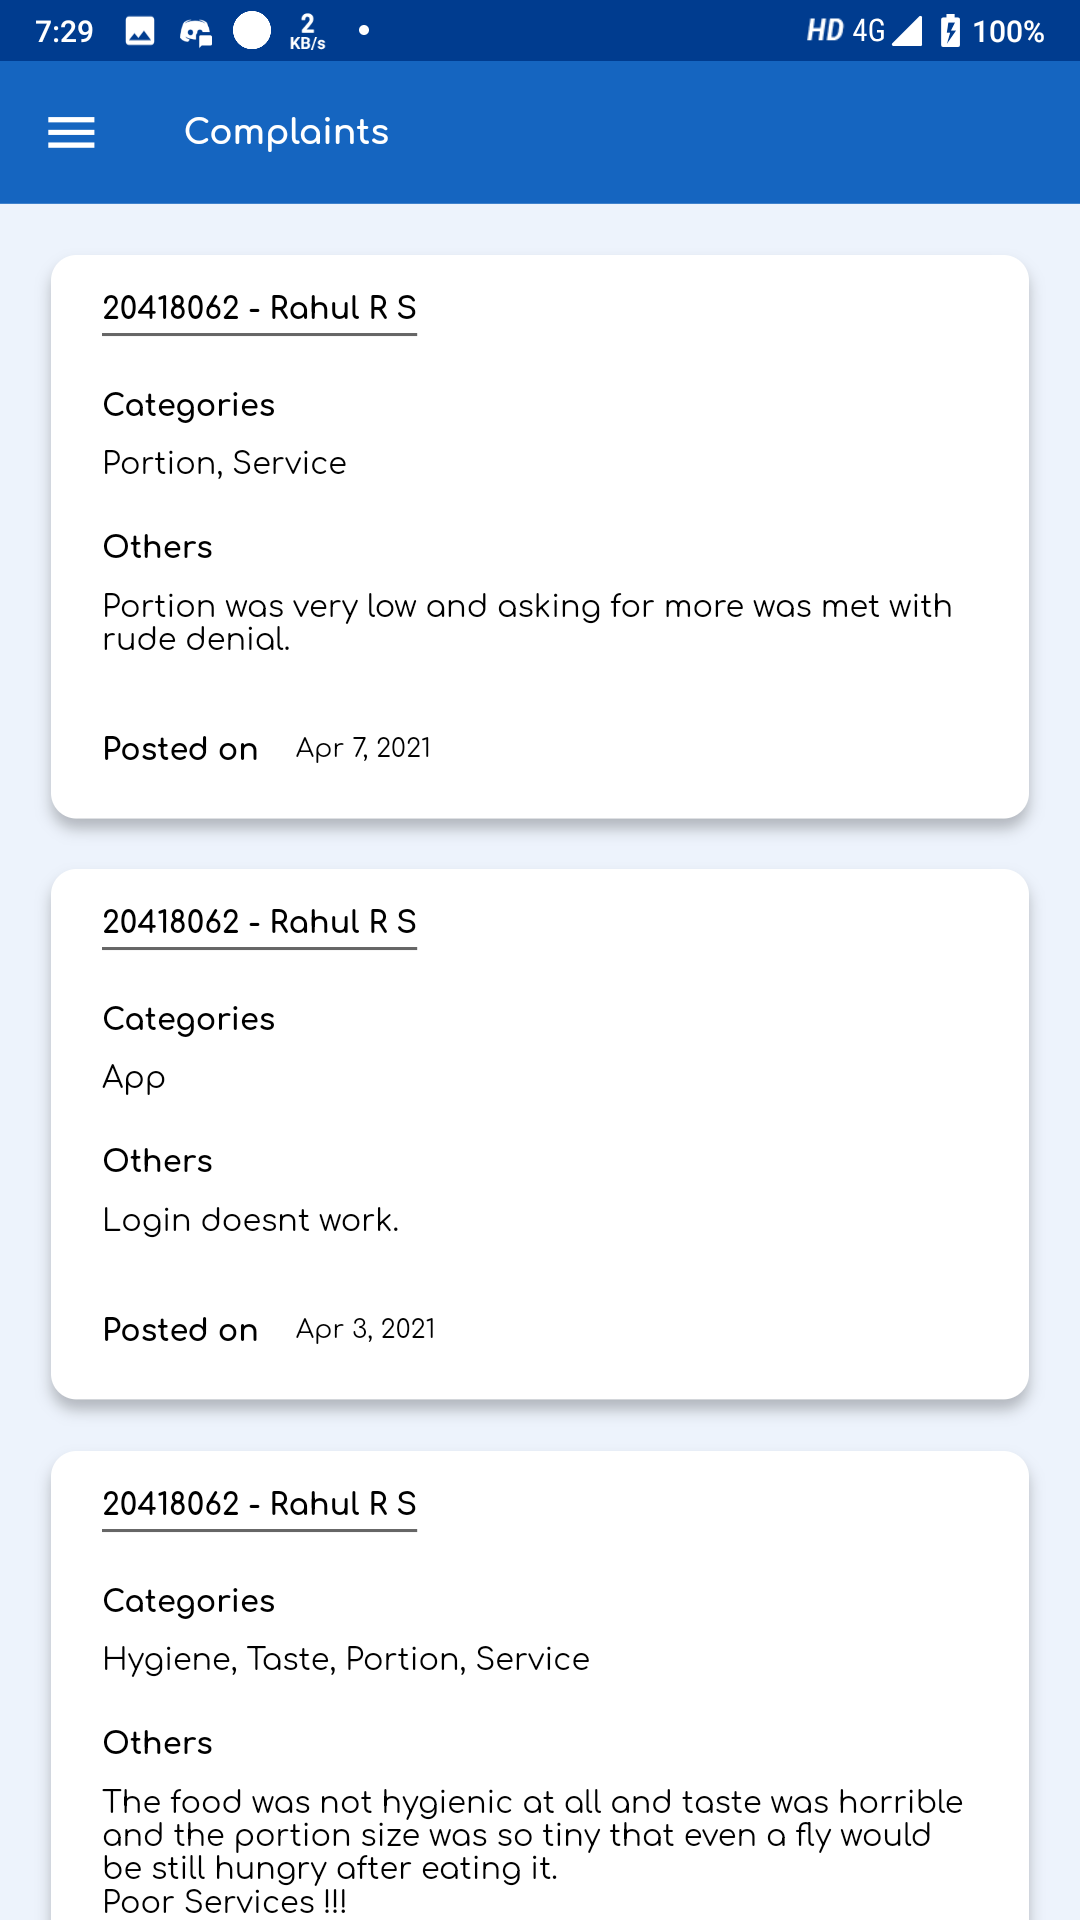 7:29 2 KB/s HD 4G 100%
Complaints
20418062 - Rahul R S
Categories
Portion, Service
Others
Portion was very low and asking for more was met with
rude denial.
Posted on Apr 7, 2021
20418062 - Rahul R S
Categories
App
Others
Login doesnt work.
Posted on Apr 3, 2021
20418062 - Rahul R S
Categories
Hygiene, Taste, Portion, Service
Others
The food was not hygienic at all and taste was horrible
and the portion size was so tiny that even a fly would
be still hungry after eating it.
Poor Services !!!